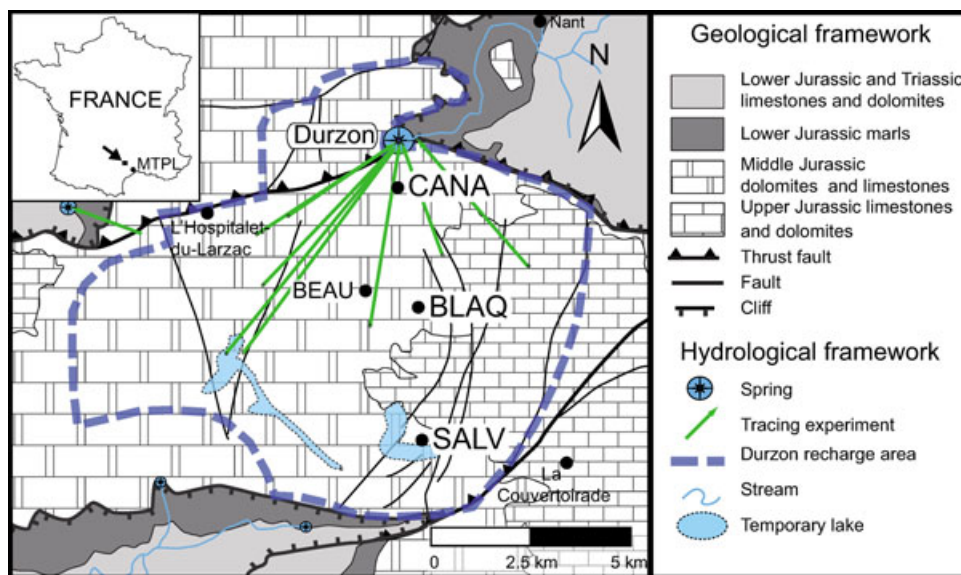 FRANCE
MTPL
Nant
N
Durzon
CANA
L'Hospitalet-
du-Larzac
BEAU
BLAQ
SALV
La
Couvertoirade
0
2.5 km
5 km
Geological framework
Lower Jurassic and Triassic
limestones and dolomites
Lower Jurassic marls
Middle Jurassic
dolomites and limestones
Upper Jurassic limestones
and dolomites
Thrust fault
Fault
Cliff
Hydrological framework
Spring
Tracing experiment
Durzon recharge area
Stream
Temporary lake